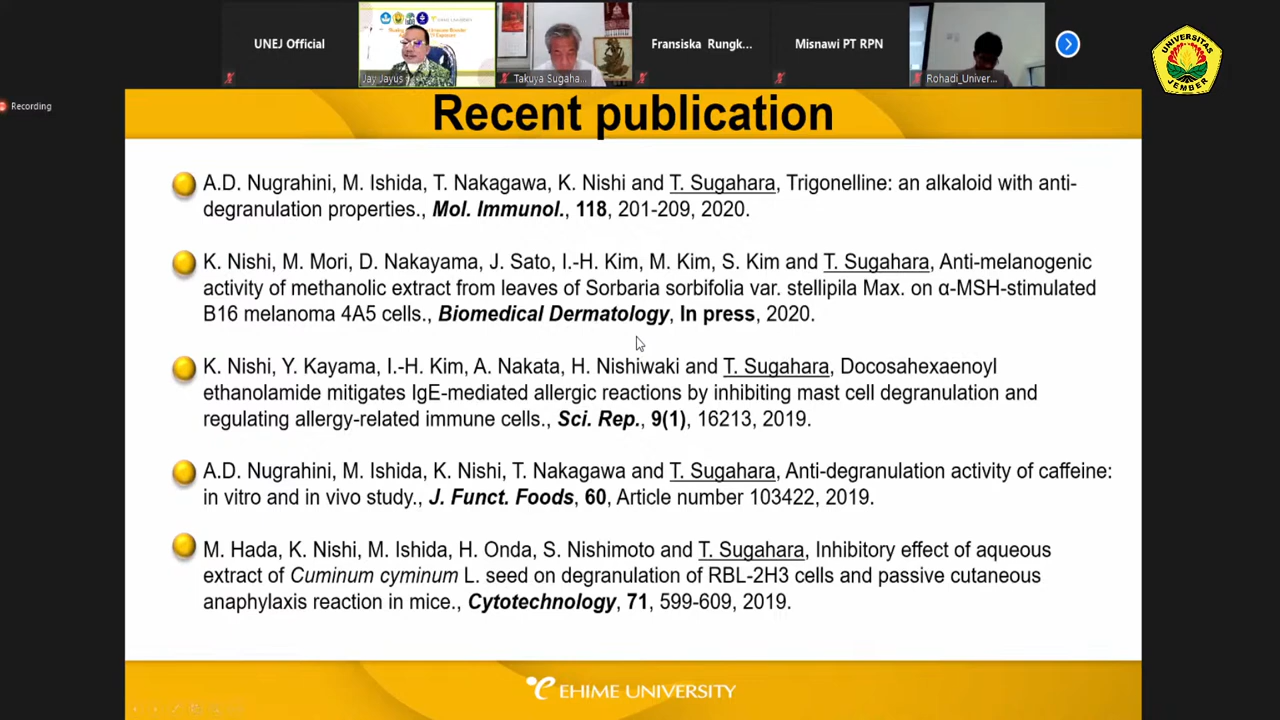 UNEJ Official
Jay Jayus
Takuya Sugaha...
Fransiska Rungk...
Misnawi PT RPN
Rohadi_Univer...
UNIVERSITAS
JEMBER
Recording
Recent publication
A.D. Nugrahini, M. Ishida, T. Nakagawa, K. Nishi and T. Sugahara, Trigonelline: an alkaloid with anti-
degranulation properties., Mol. Immunol., 118, 201-209, 2020.
K. Nishi, M. Mori, D. Nakayama, J. Sato, I.-H. Kim, M. Kim, S. Kim and T. Sugahara, Anti-melanogenic
activity of methanolic extract from leaves of Sorbaria sorbifolia var. stellipila Max. on α-MSH-stimulated
B16 melanoma 4A5 cells., Biomedical Dermatology, In press, 2020.
K. Nishi, Y. Kayama, I.-H. Kim, A. Nakata, H. Nishiwaki and T. Sugahara, Docosahexaenoyl
ethanolamide mitigates IgE-mediated allergic reactions by inhibiting mast cell degranulation and
regulating allergy-related immune cells., Sci. Rep., 9(1), 16213, 2019.
A.D. Nugrahini, M. Ishida, K. Nishi, T. Nakagawa and T. Sugahara, Anti-degranulation activity of caffeine:
in vitro and in vivo study., J. Funct. Foods, 60, Article number 103422, 2019.
M. Hada, K. Nishi, M. Ishida, H. Onda, S. Nishimoto and T. Sugahara, Inhibitory effect of aqueous
extract of Cuminum cyminum L. seed on degranulation of RBL-2H3 cells and passive cutaneous
anaphylaxis reaction in mice., Cytotechnology, 71, 599-609, 2019.
EHIME UNIVERSITY